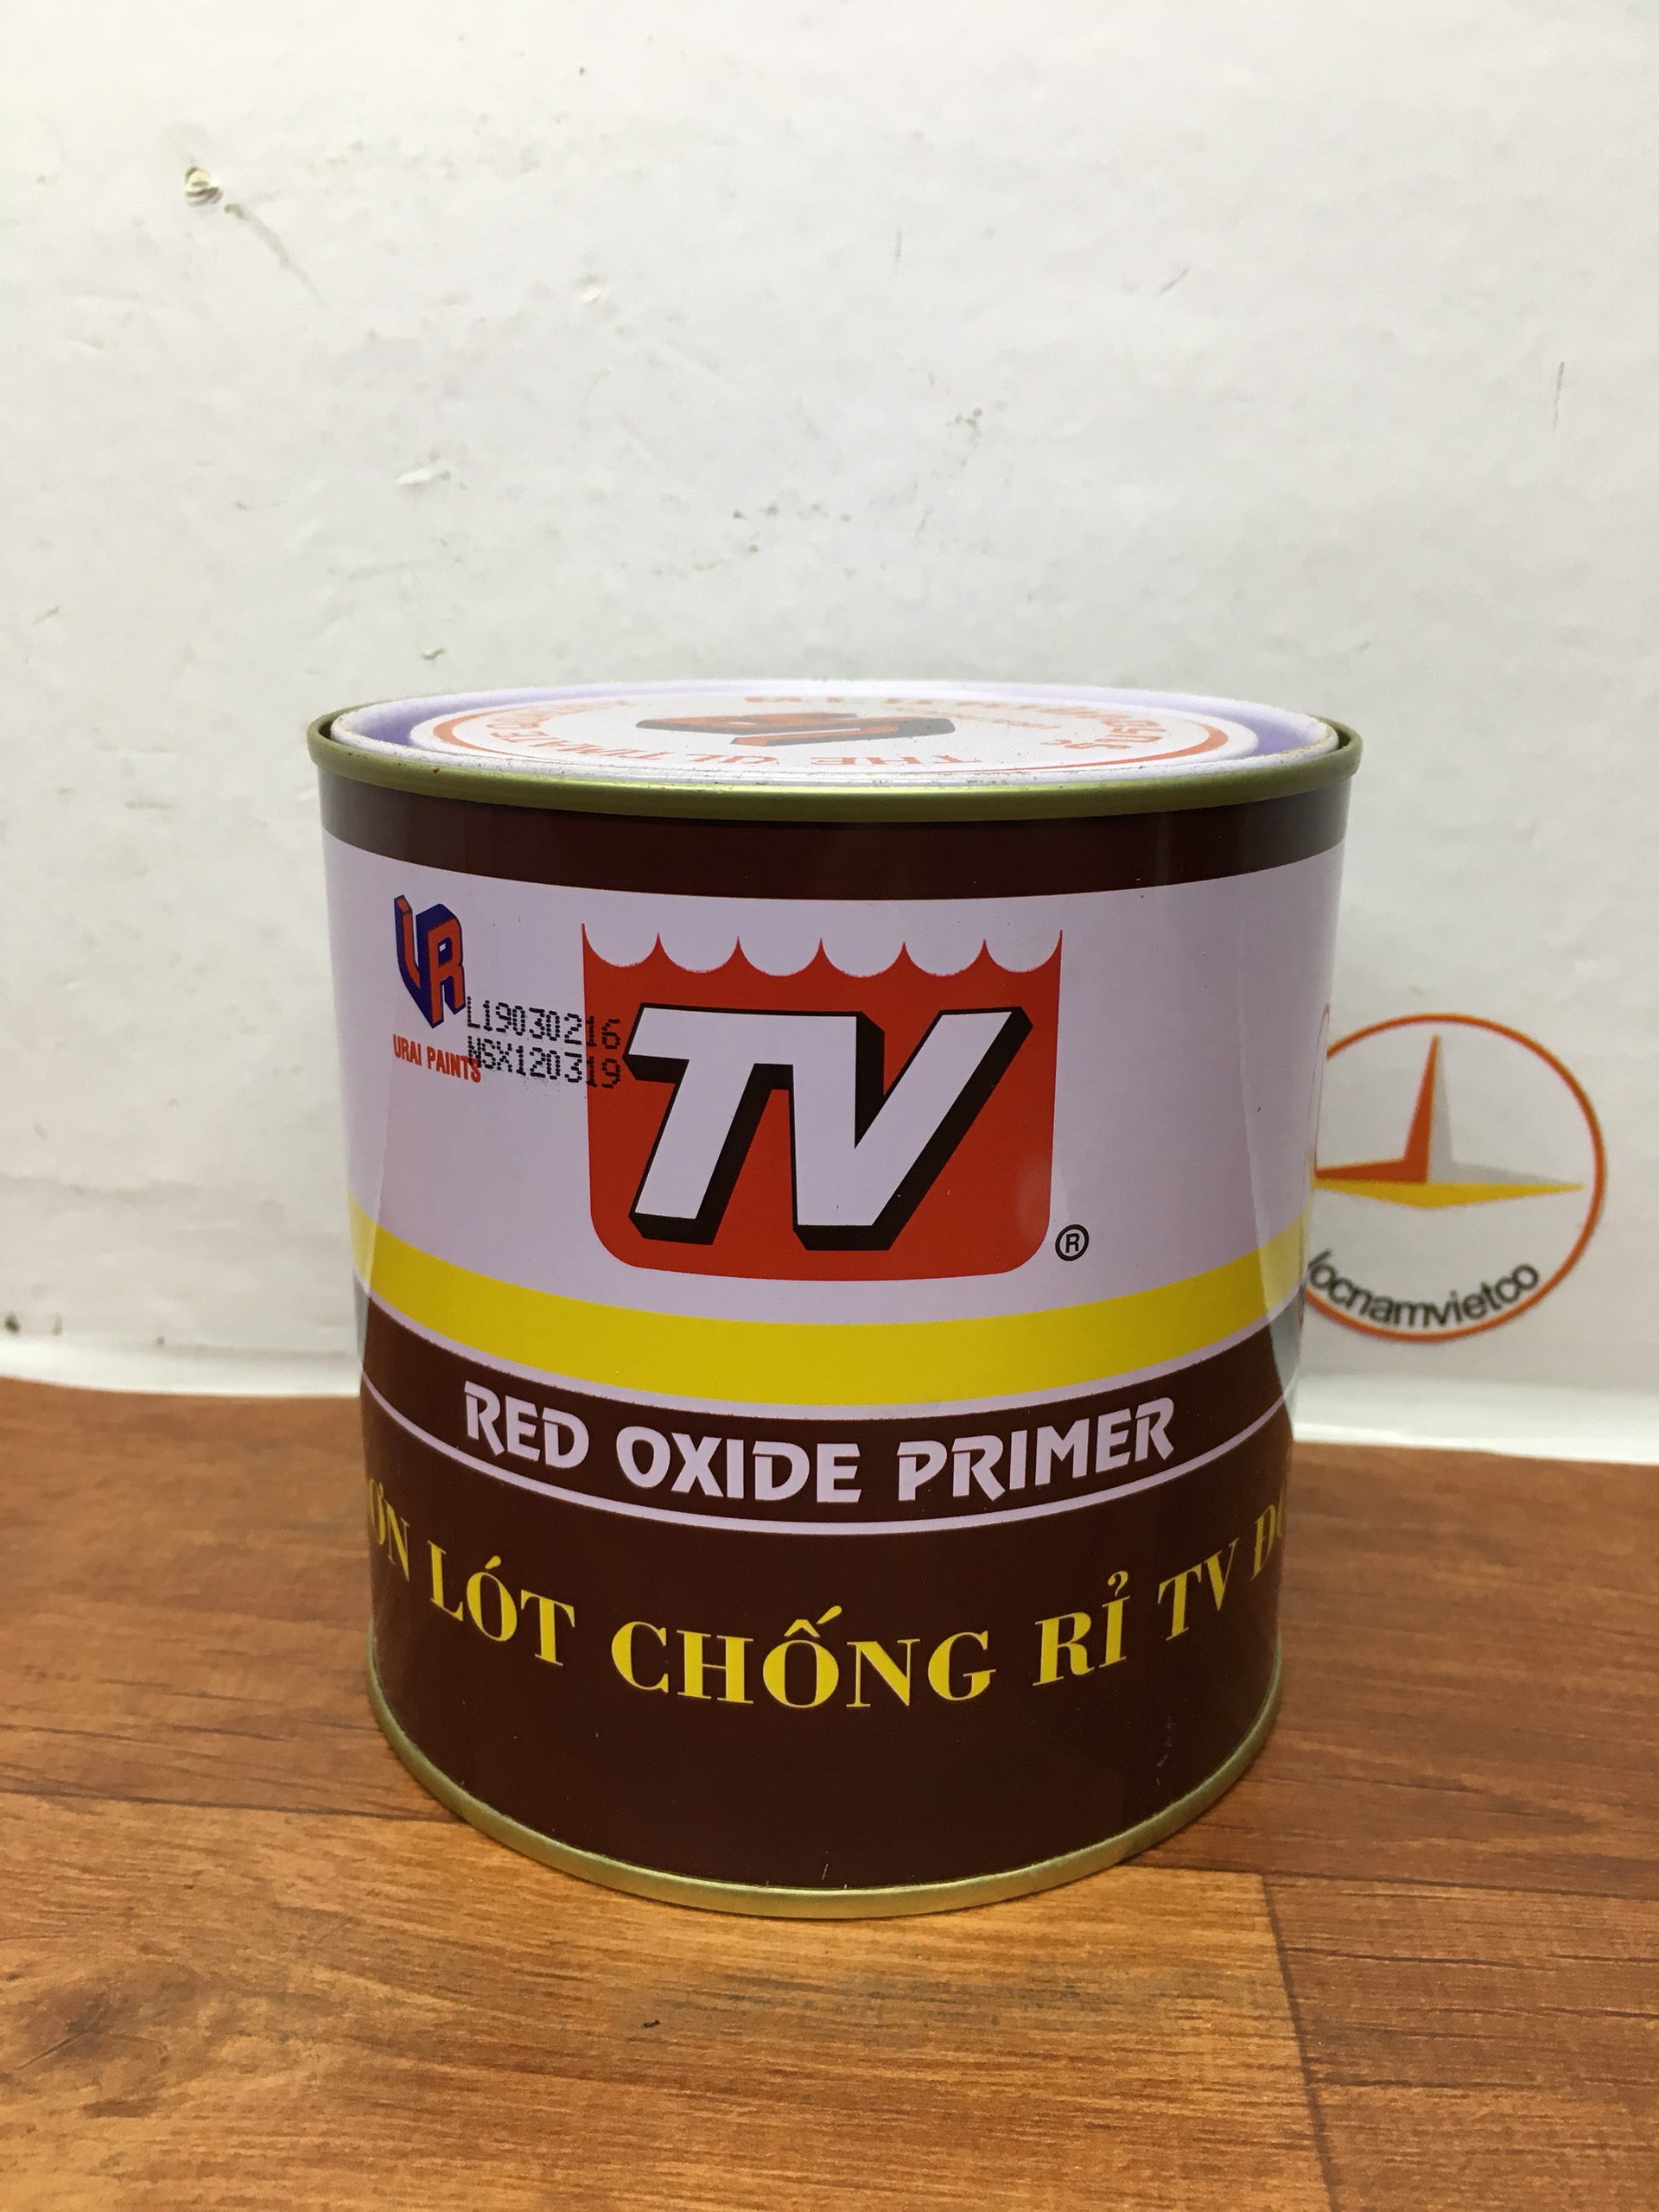 THE ULTIMATE
UR
URAI PAINTS
L19030216
NSX120319
TV
®
RED OXIDE PRIMER
LÓT CHỐNG RỈ TV
locnamvietco